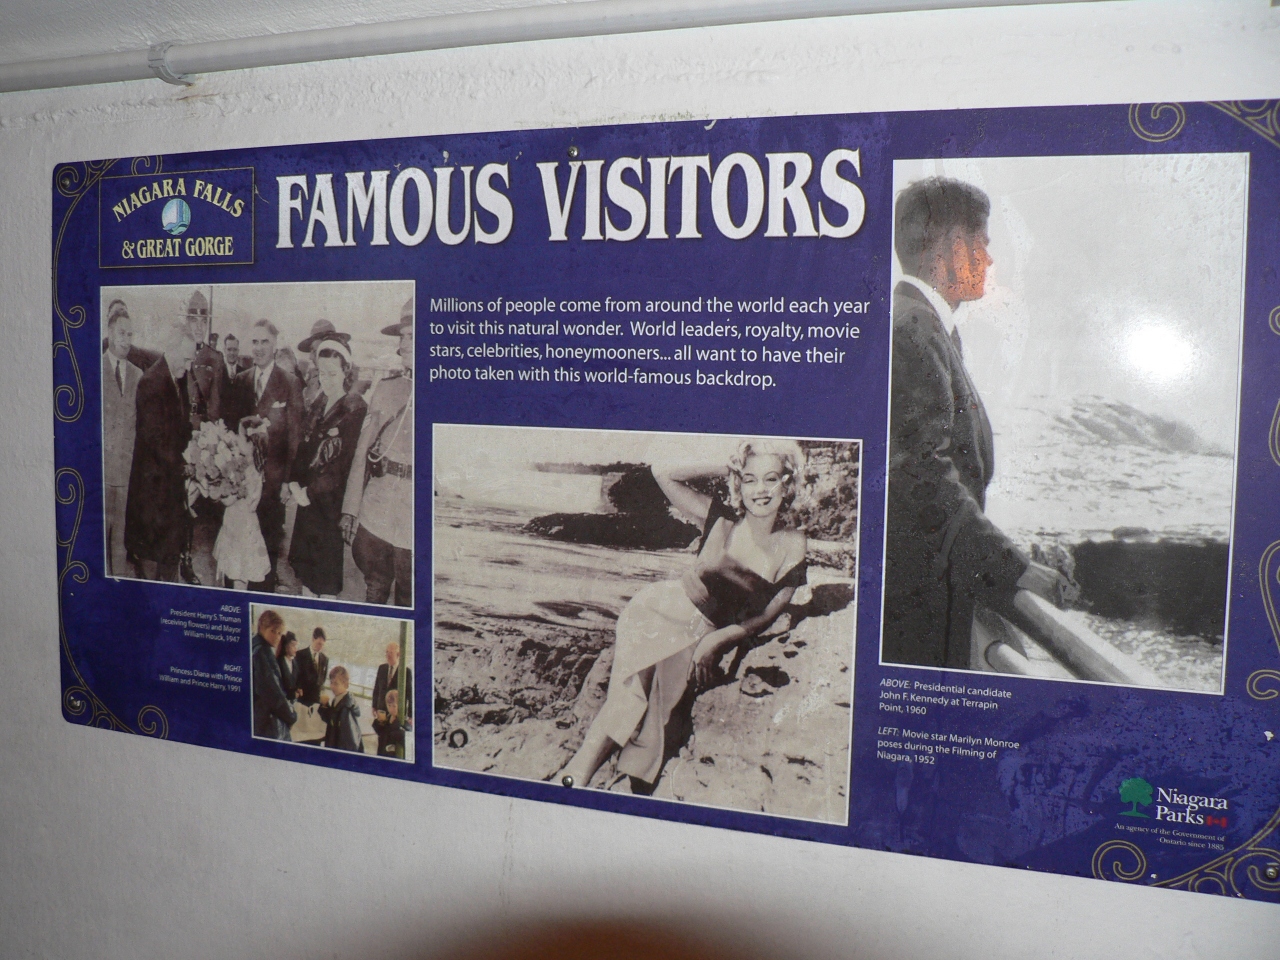 NIAGARA FALLS
& GREAT GORGE
FAMOUS VISITORS
Millions of people come from around the world each year
to visit this natural wonder. World leaders, royalty, movie
stars, celebrities, honeymooners... all want to have their
photo taken with this world-famous backdrop.
ABOVE:
President Harry S. Truman
(receiving flowers) and Mayor
William Houck, 1947
RIGHT:
Princess Diana with Prince
William and Prince Harry, 1991
ABOVE: Presidential candidate
John F. Kennedy at Terrapin
Point, 1960
LEFT: Movie star Marilyn Monroe
poses during the Filming of
Niagara, 1952
Niagara
Parks
An agency of the Government of
Ontario since 1885